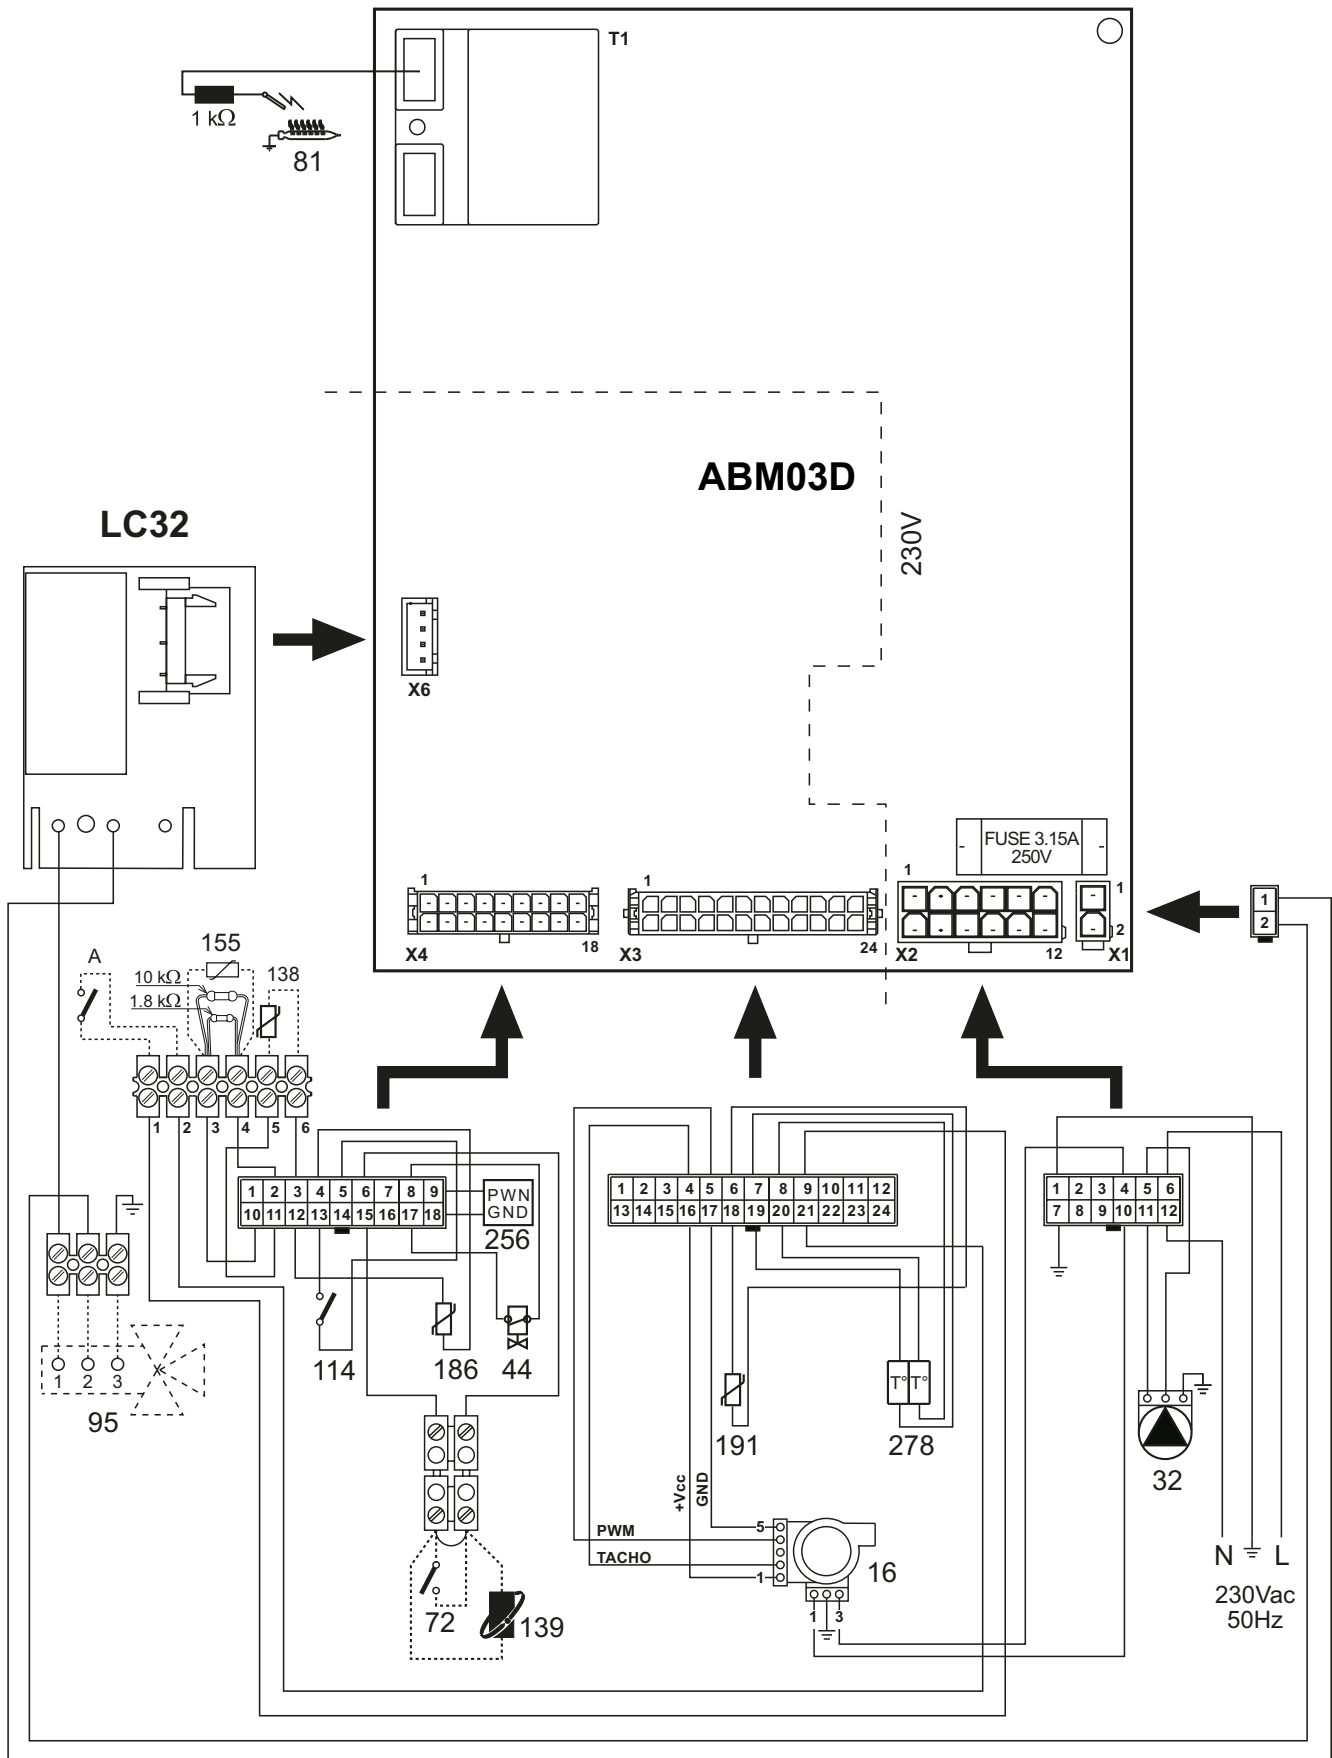 T1
1 kΩ
81
ABM03D
230V
LC32
X6
FUSE 3.15A
250V
1
1
1
1
2
X4
18
X3
24
X2
12
X1
1
2
A
155
10 kΩ
1.8 kΩ
138
1 2 3 4 5 6
1 2 3 4 5 6 7 8 9
10 11 12 13 14 15 16 17 18
PWN
GND
256
1 2 3 4 5 6 7 8 9 10 11 12
13 14 15 16 17 18 19 20 21 22 23 24
1 2 3 4 5 6
7 8 9 10 11 12
1 2 3
95
114
186
44
T° T°
191
278
32
+Vcc
GND
PWM
TACHO
5
1
16
1 3
72
139
N L
230Vac
50Hz